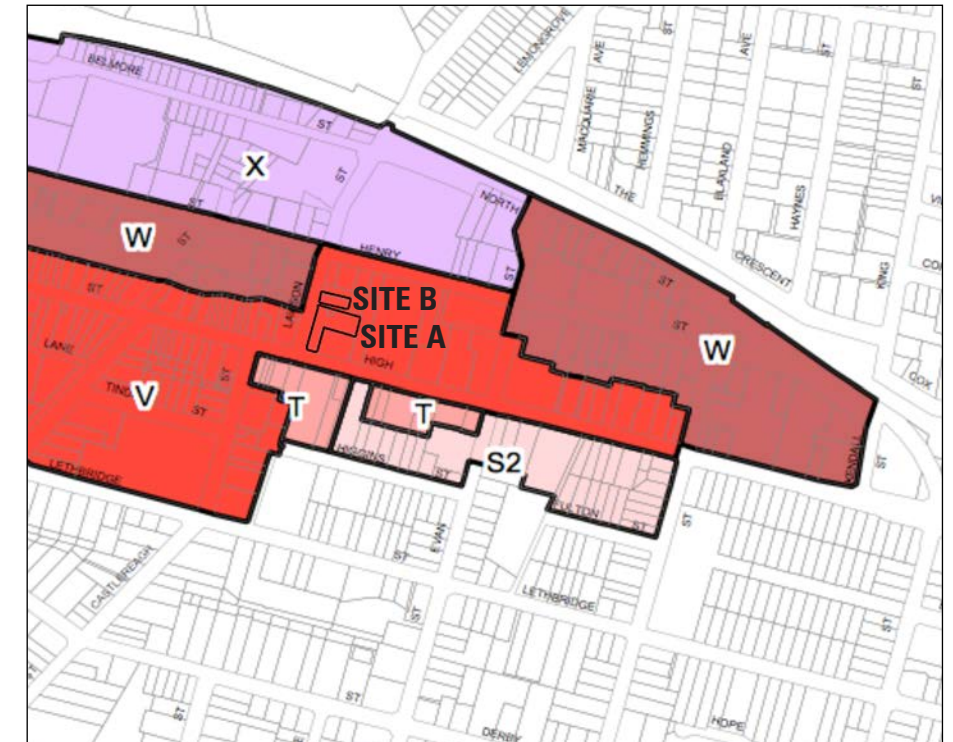 LEMONGROVE
BELMORE
ST
AVE
ST
AVE
ST
ST
MACQUARIE
HEMMINGS
BLAXLAND
HAYNES
KING
THE
CRESCENT
X
ST
ST
NORTH
HENRY
ST
W
ST
LAWSON
SITE B
SITE A
ST
ST
W
COX
ST
LANE
ST
HIGH
V
ST
T
T
HIGGINS
ST
S2
KENDALL
ST
LETHBRIDGE
ST
ST
EVAN
ST
ST
CASTLEREAGH
LETHBRIDGE
ST
ST
ST
ST
DERBY
HOPE